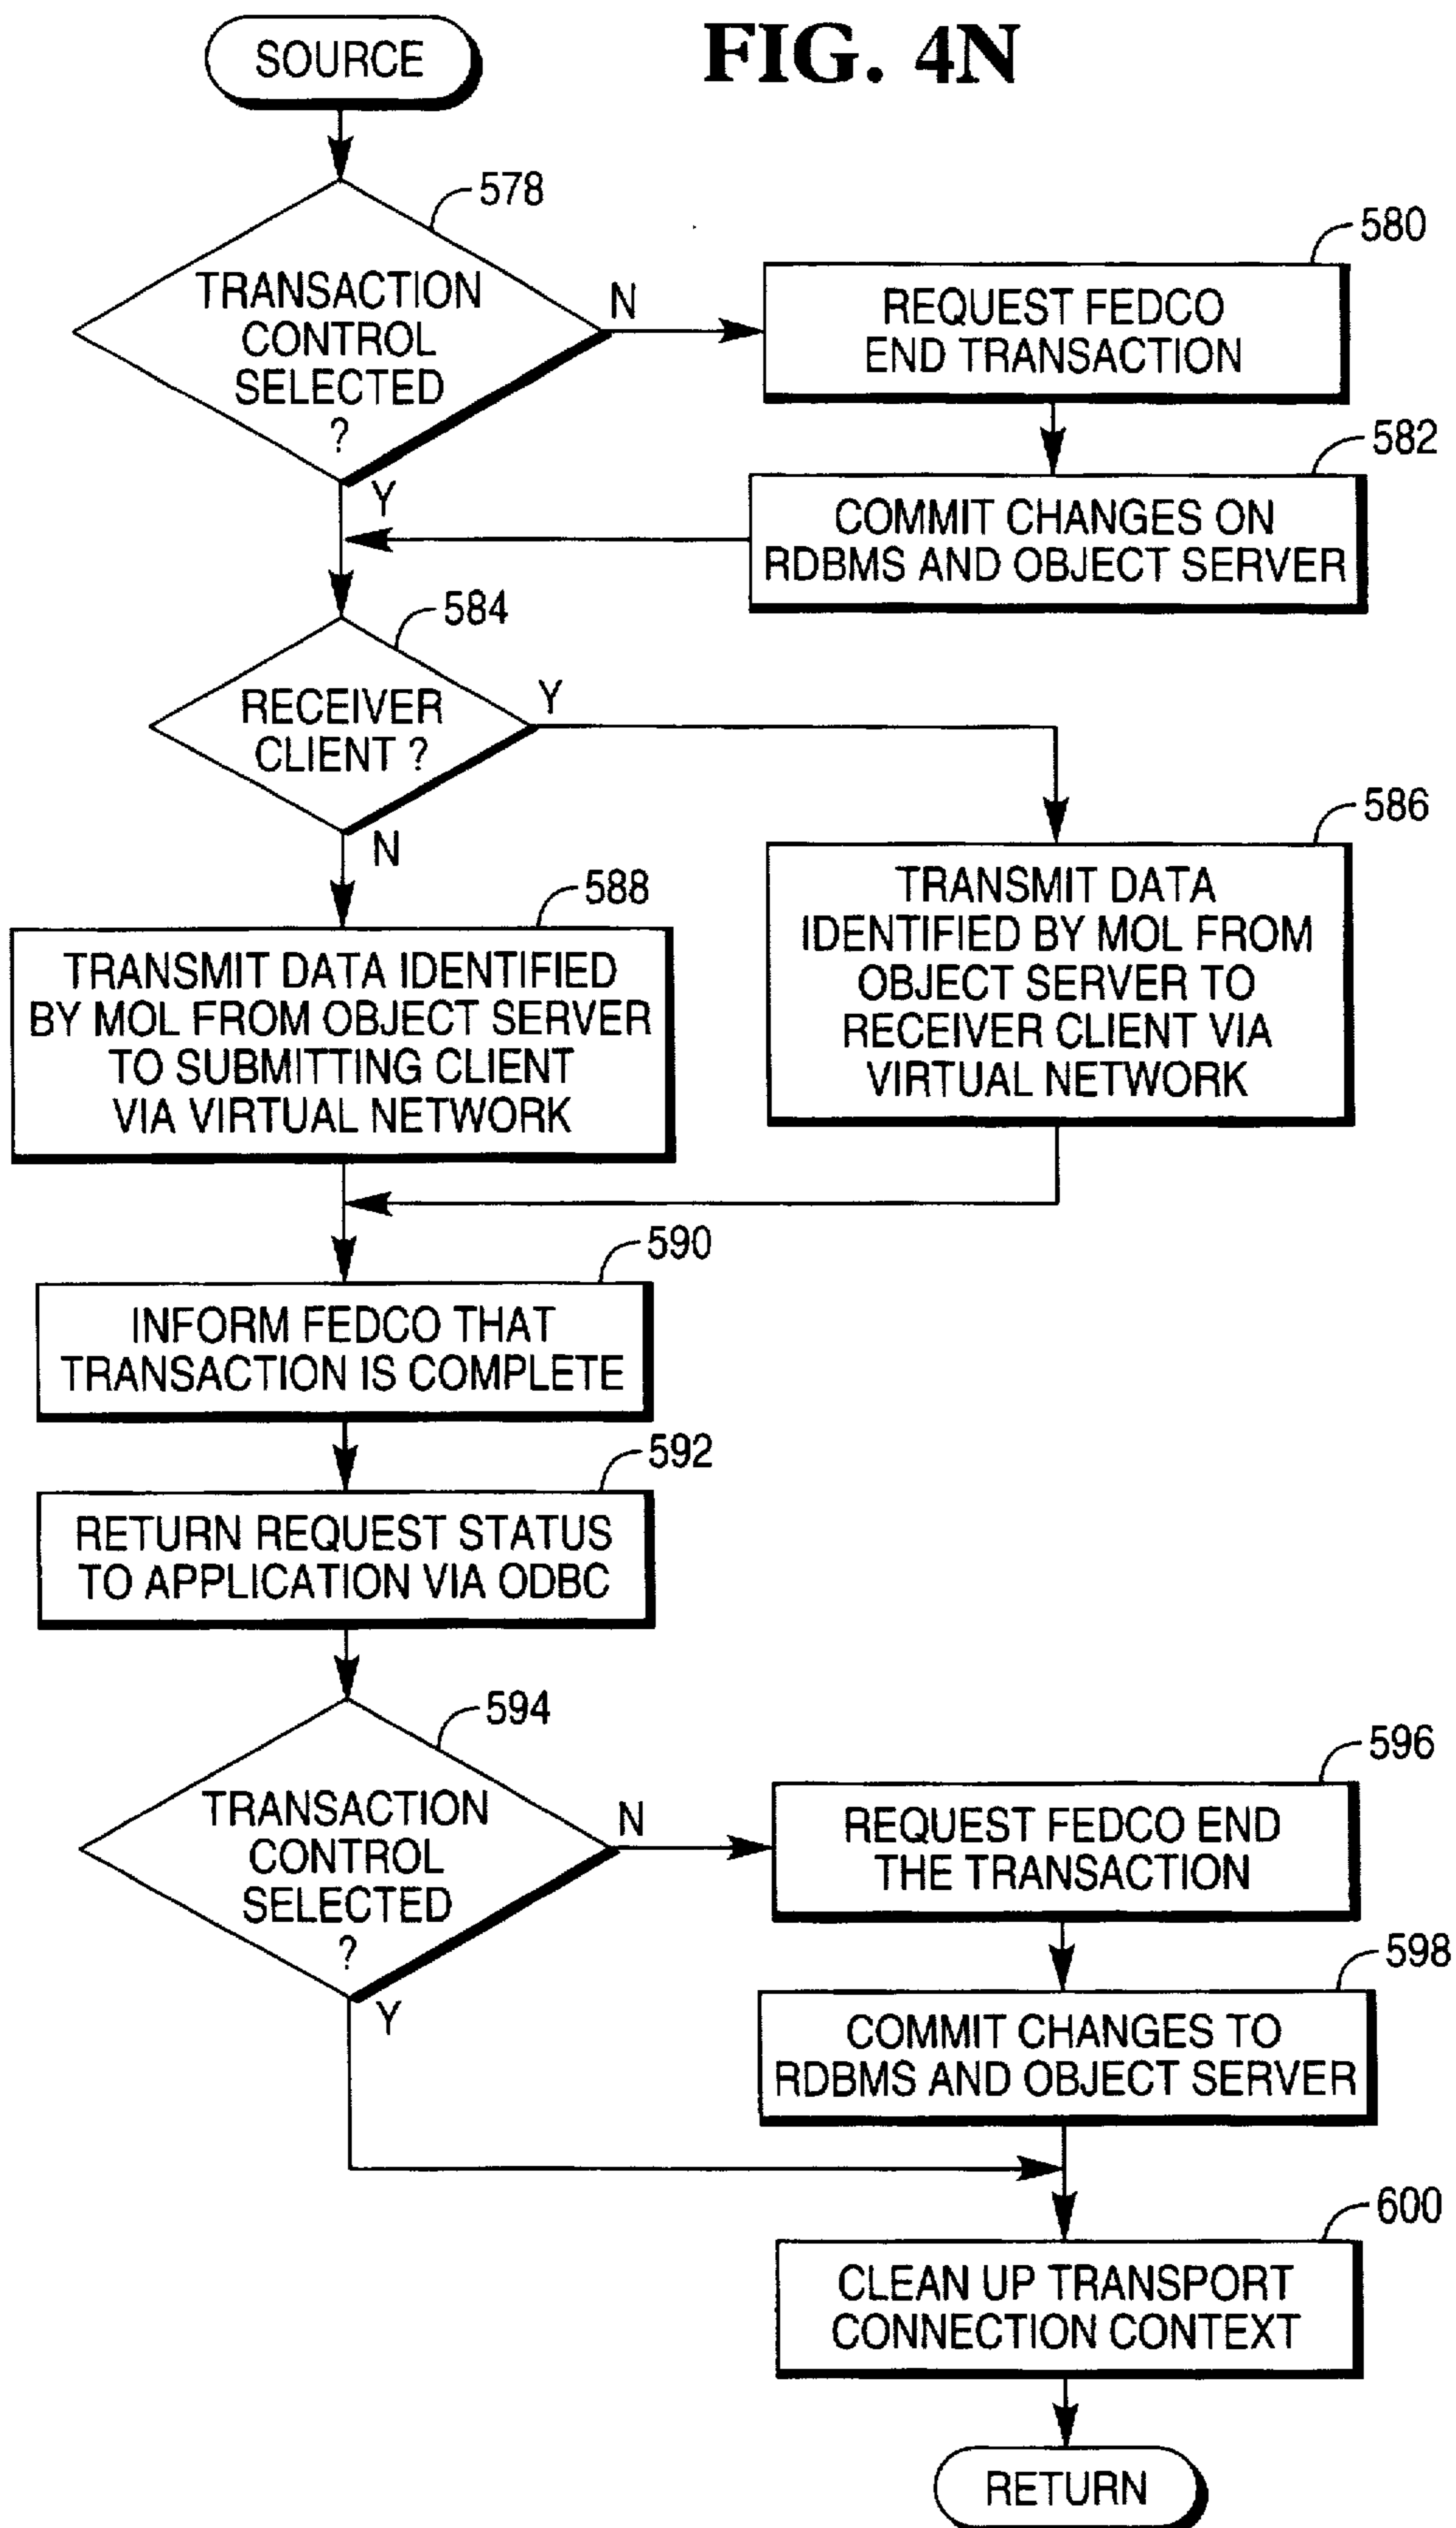 FIG. 4N
SOURCE
578
TRANSACTION
CONTROL
SELECTED
?
N
Y
580
REQUEST FEDCO
END TRANSACTION
582
COMMIT CHANGES ON
RDBMS AND OBJECT SERVER
584
RECEIVER
CLIENT ?
Y
N
586
TRANSMIT DATA
IDENTIFIED BY MOL FROM
OBJECT SERVER TO
RECEIVER CLIENT VIA
VIRTUAL NETWORK
588
TRANSMIT DATA IDENTIFIED
BY MOL FROM OBJECT SERVER
TO SUBMITTING CLIENT
VIA VIRTUAL NETWORK
590
INFORM FEDCO THAT
TRANSACTION IS COMPLETE
592
RETURN REQUEST STATUS
TO APPLICATION VIA ODBC
594
TRANSACTION
CONTROL
SELECTED
?
N
Y
596
REQUEST FEDCO END
THE TRANSACTION
598
COMMIT CHANGES TO
RDBMS AND OBJECT SERVER
600
CLEAN UP TRANSPORT
CONNECTION CONTEXT
RETURN